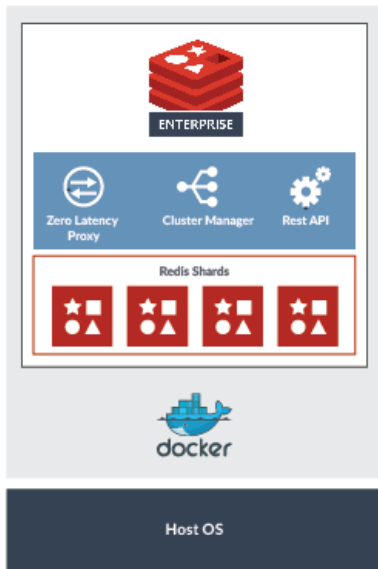 ENTERPRISE
Zero Latency
Proxy
Cluster Manager
Rest API
Redis Shards
docker
Host OS